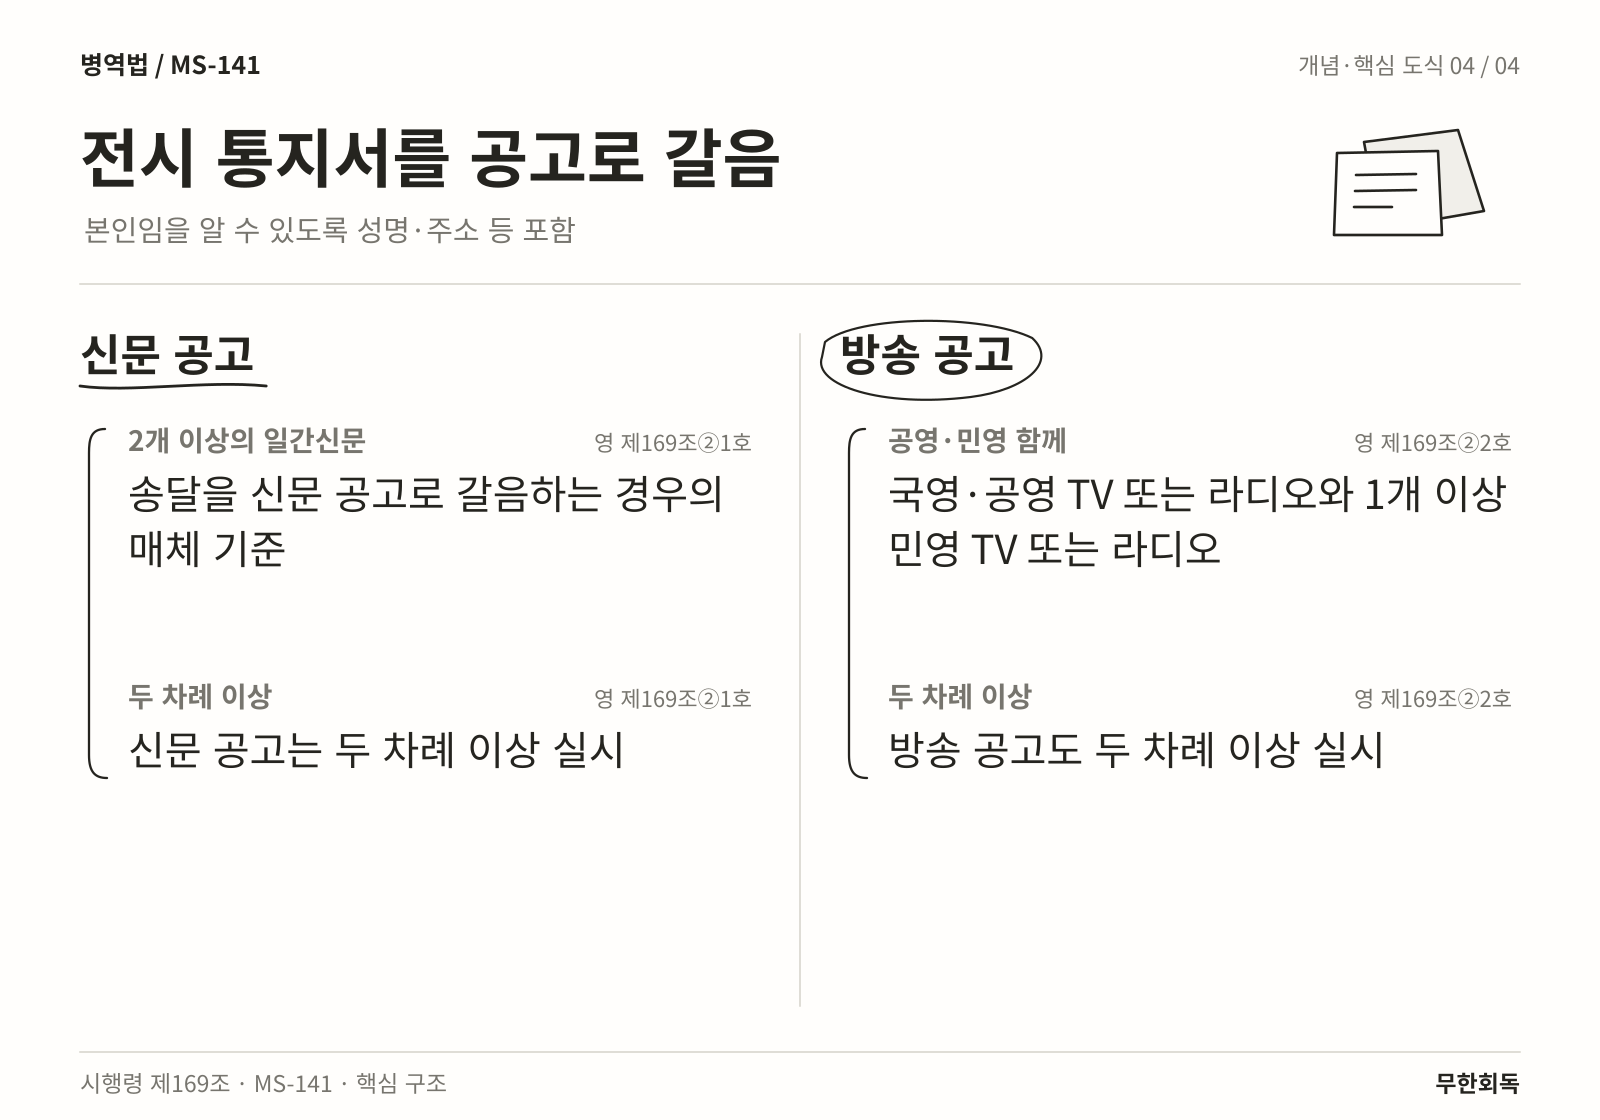 병역법 / MS-141
개념·핵심 도식 04 / 04
전시 통지서를 공고로 갈음
본인임을 알 수 있도록 성명·주소 등 포함
신문 공고
2개 이상의 일간신문
영 제169조②1호
송달을 신문 공고로 갈음하는 경우의
매체 기준
두 차례 이상
영 제169조②1호
신문 공고는 두 차례 이상 실시
방송 공고
공영·민영 함께
영 제169조②2호
국영·공영 TV 또는 라디오와 1개 이상
민영 TV 또는 라디오
두 차례 이상
영 제169조②2호
방송 공고도 두 차례 이상 실시
시행령 제169조 · MS-141 · 핵심 구조
무한회독